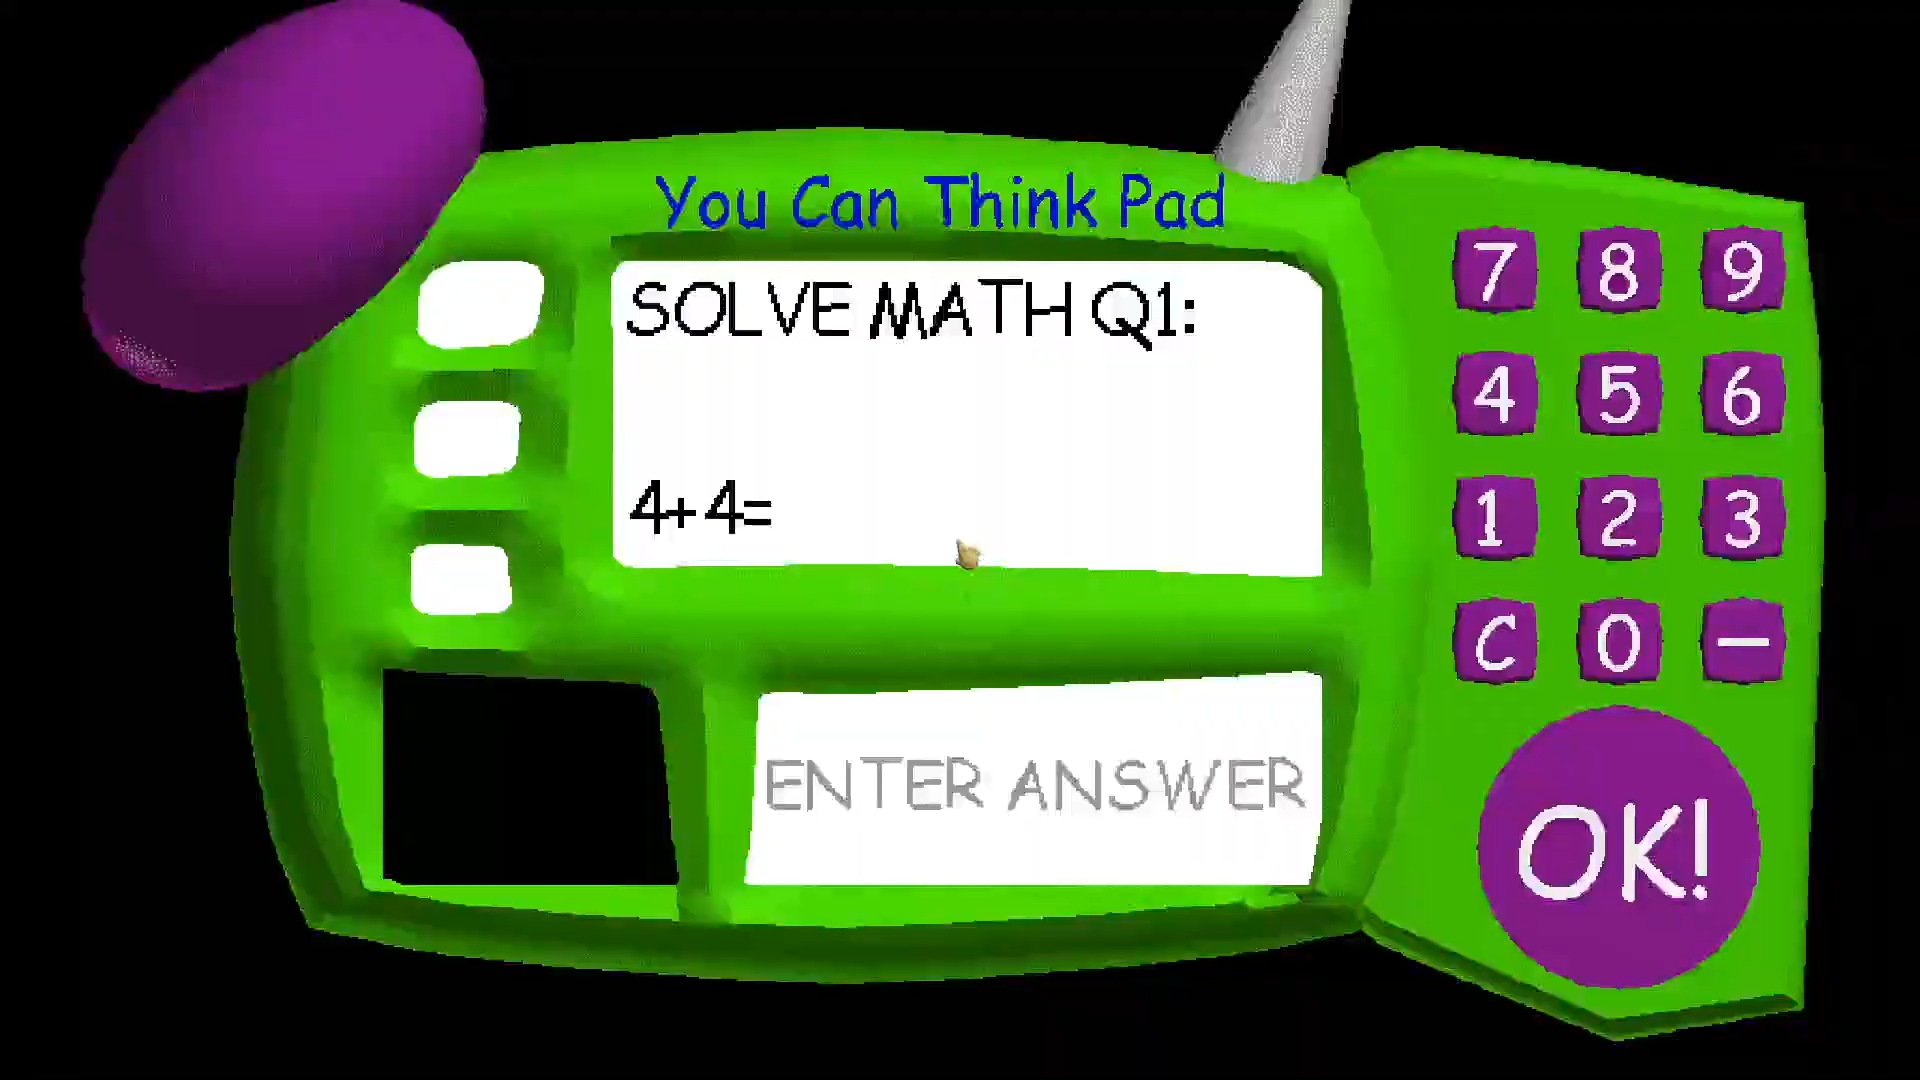 You Can Think Pad
SOLVE MATH Q1:
4+4=
ENTER ANSWER
7 8 9
4 5 6
1 2 3
C 0 −
OK!